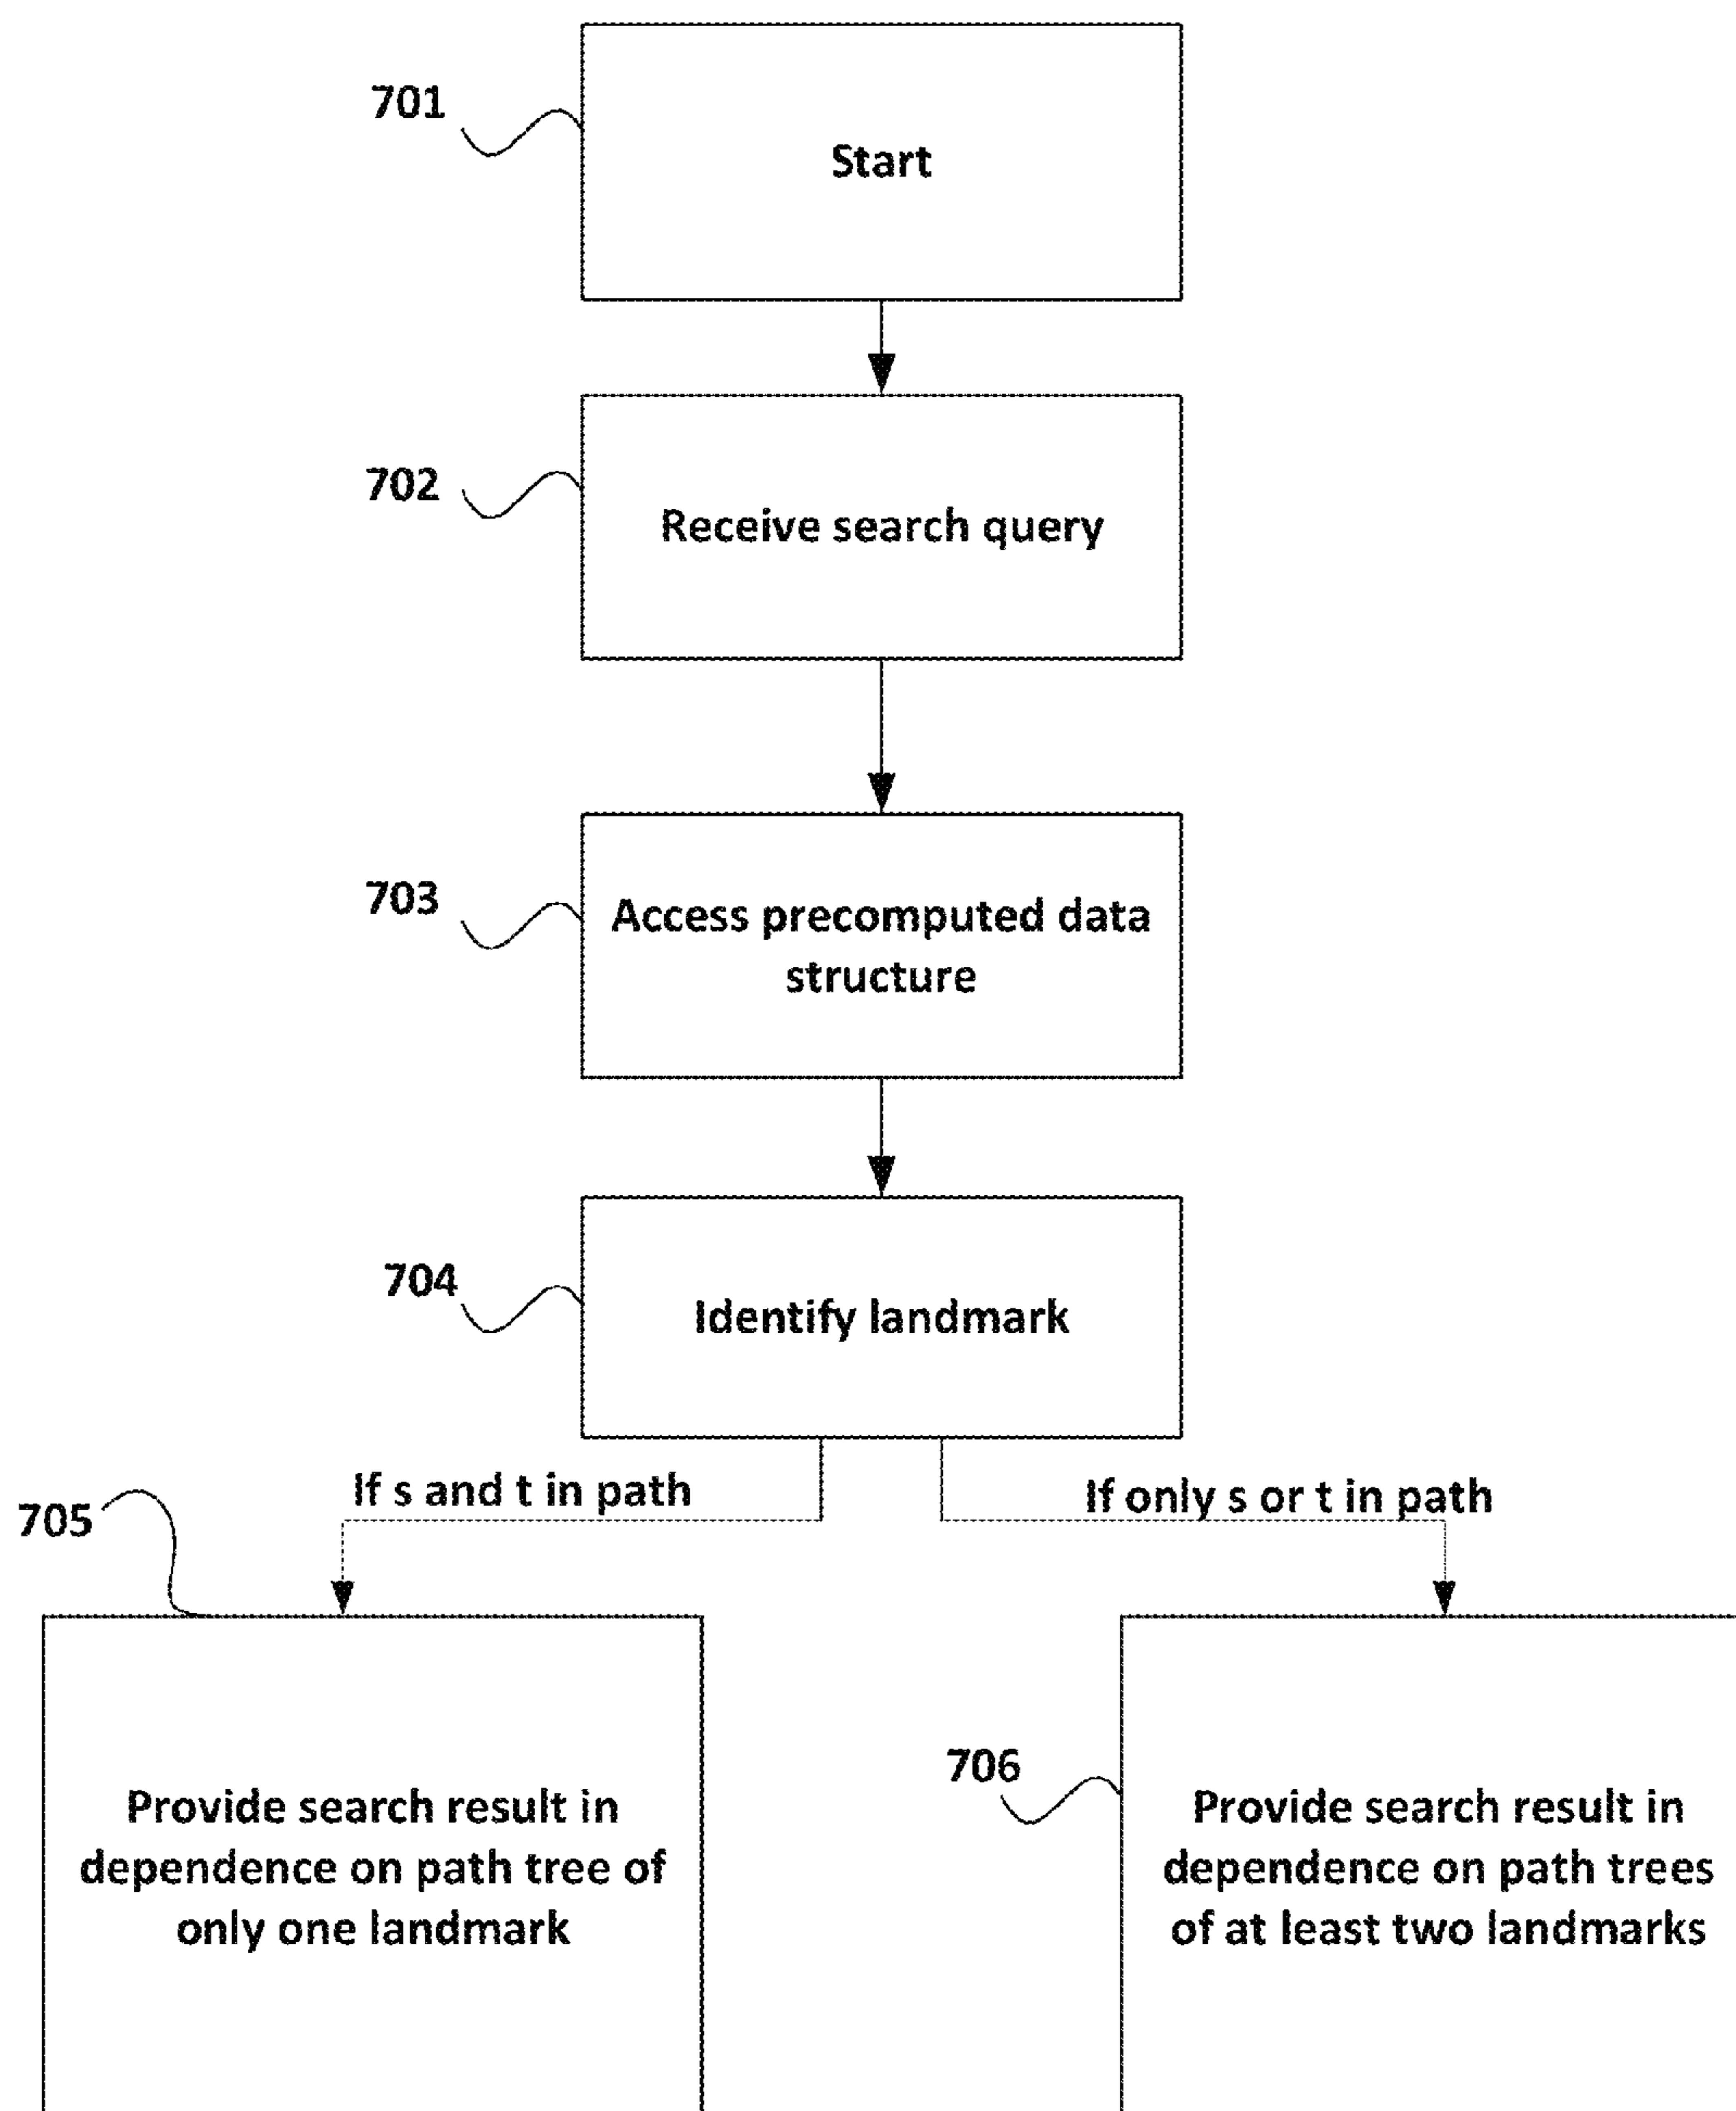 701
Start
702
Receive search query
703
Access precomputed data
structure
704
Identify landmark
If s and t in path
If only s or t in path
705
Provide search result in
dependence on path tree of
only one landmark
706
Provide search result in
dependence on path trees
of at least two landmarks